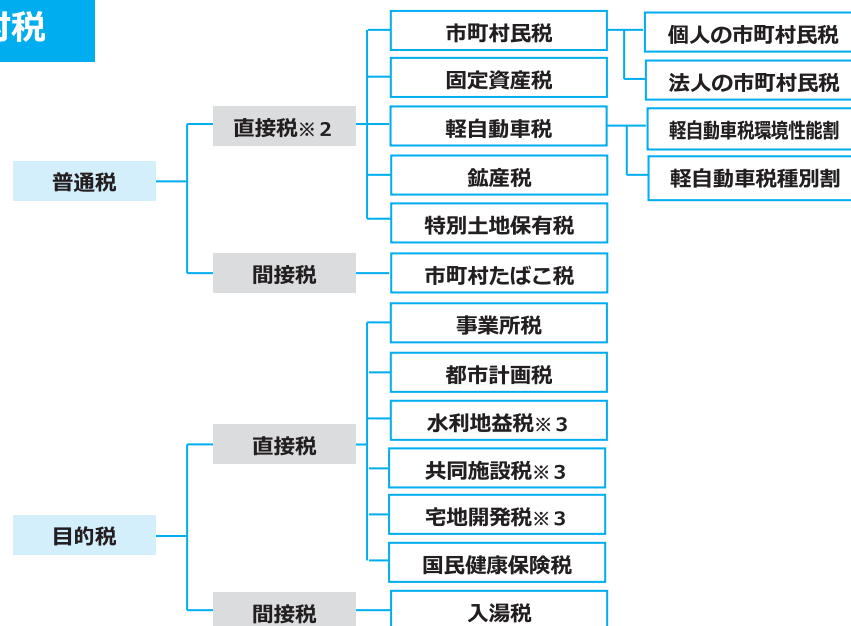 村税
普通税
直接税※2
市町村民税
個人の市町村民税
法人の市町村民税
固定資産税
軽自動車税
軽自動車税環境性能割
軽自動車税種別割
鉱産税
特別土地保有税
間接税
市町村たばこ税
目的税
直接税
事業所税
都市計画税
水利地益税※3
共同施設税※3
宅地開発税※3
国民健康保険税
間接税
入湯税